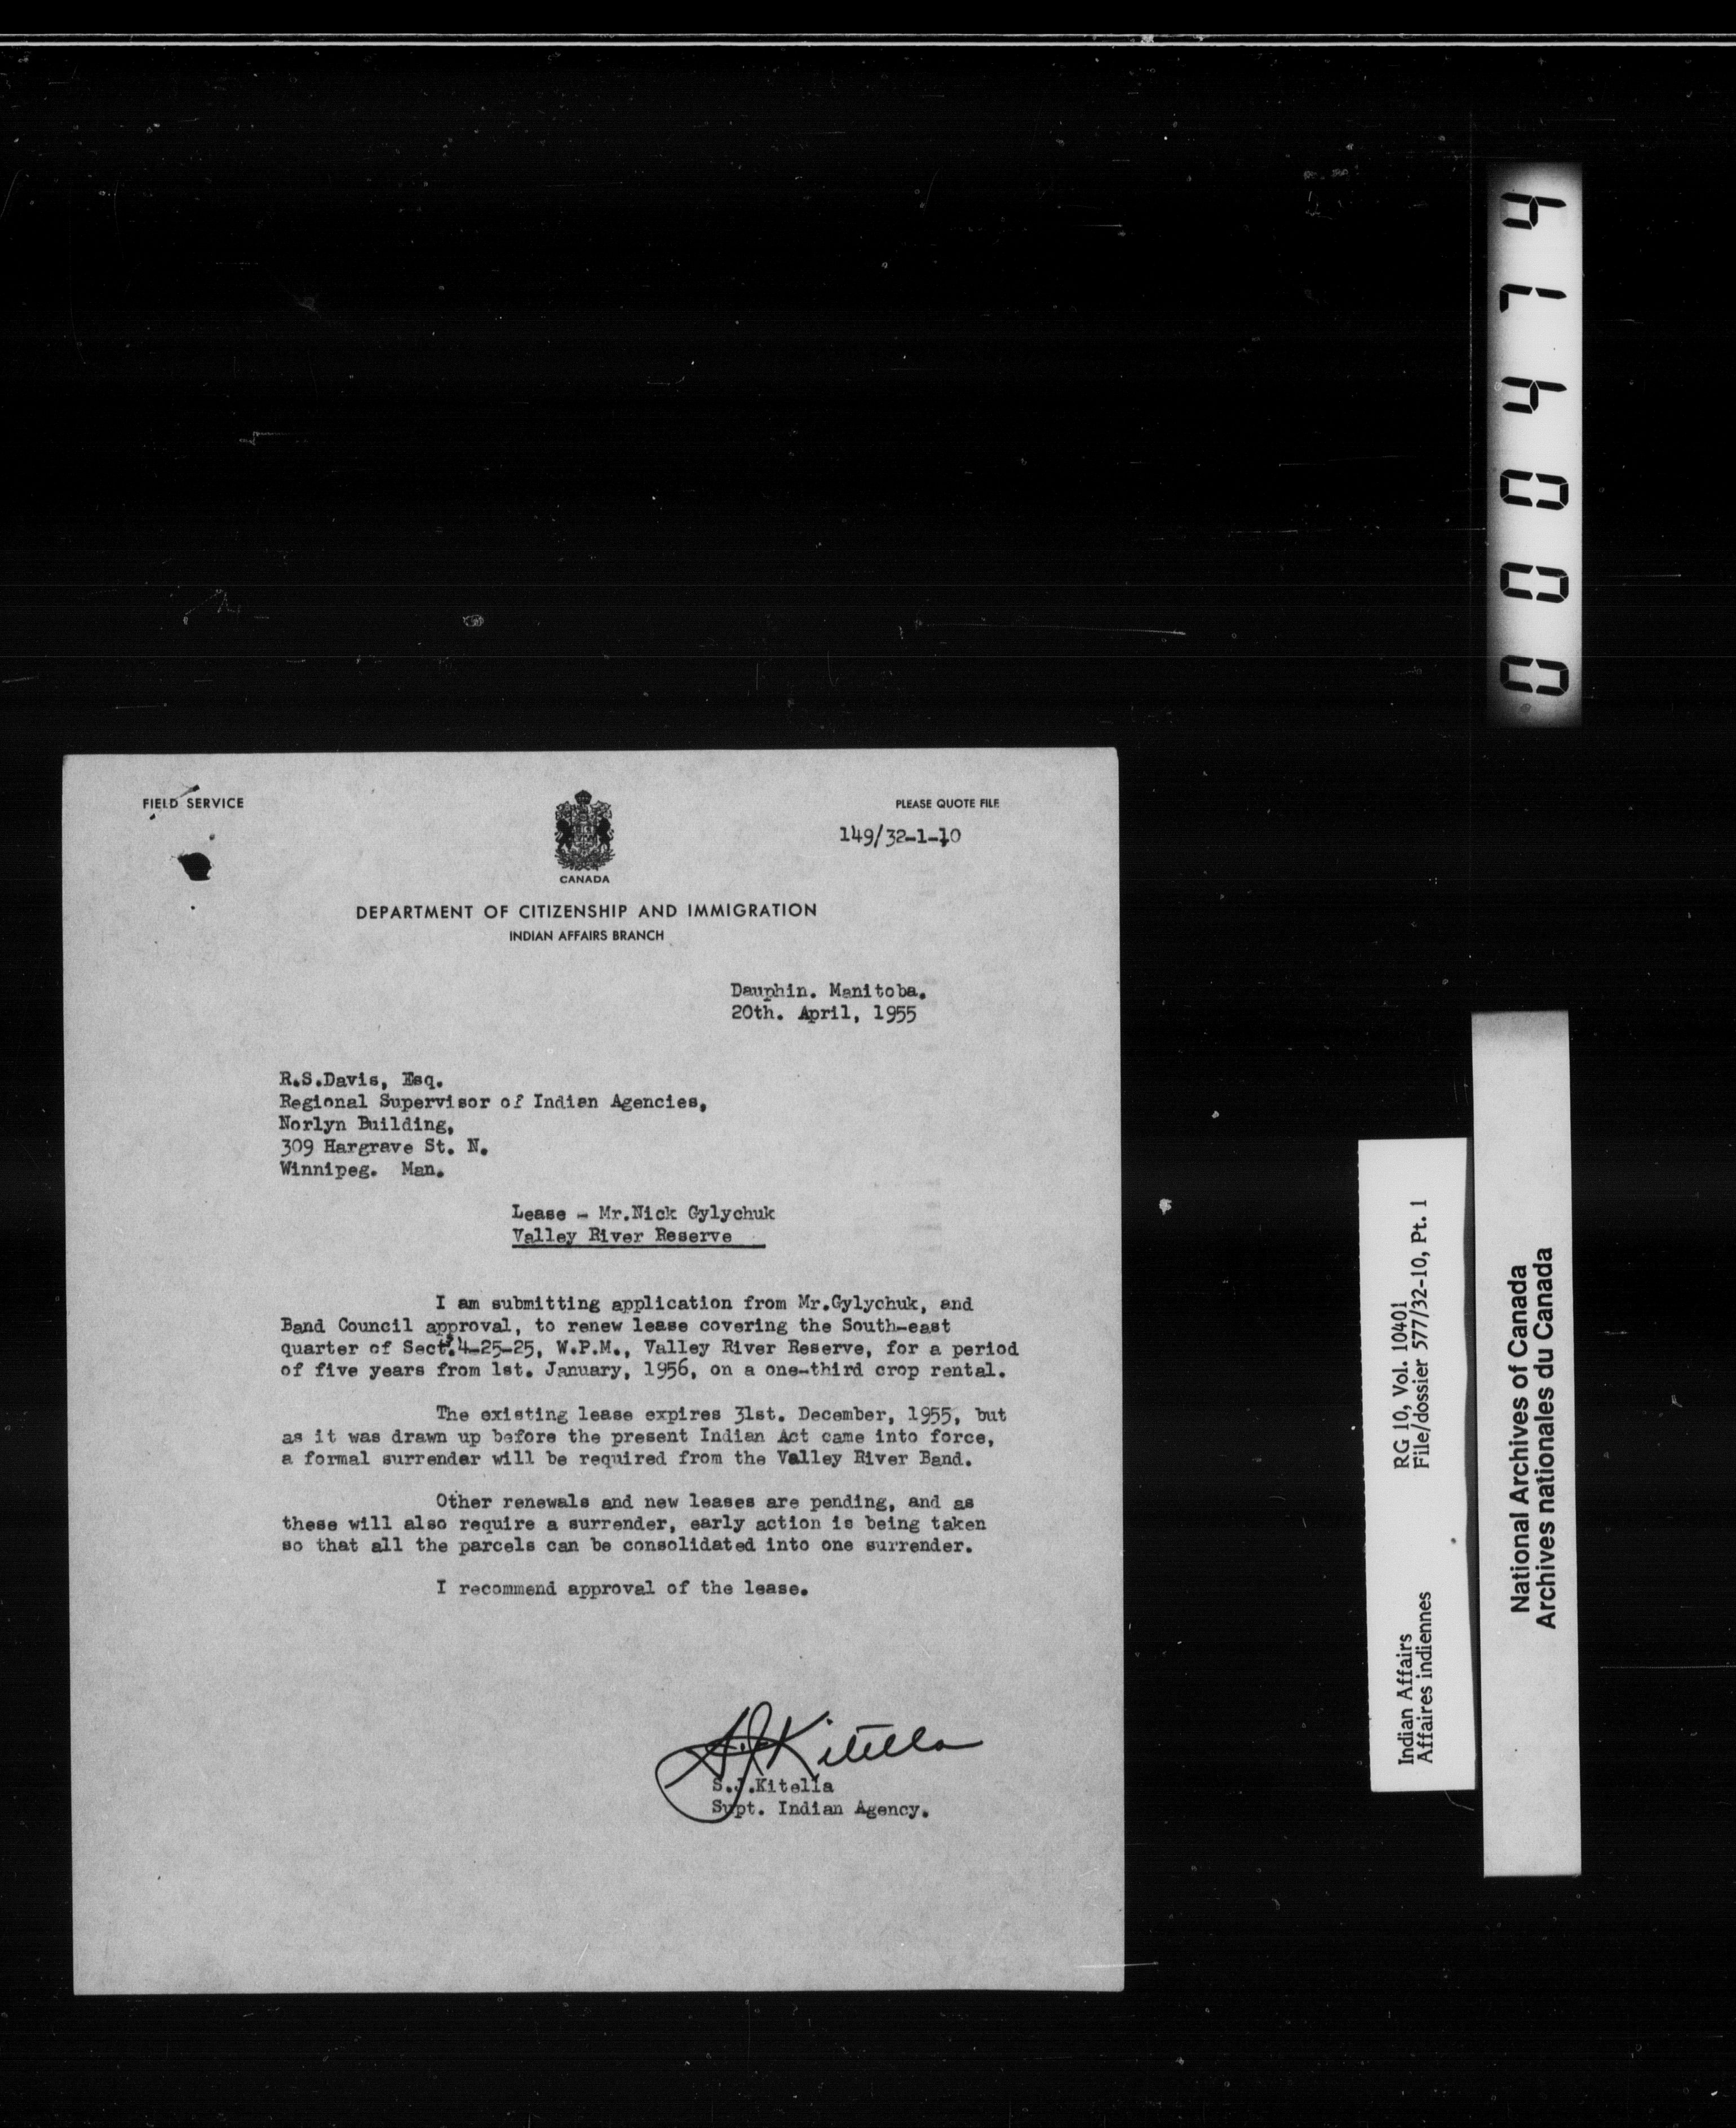 FIELD SERVICE
PLEASE QUOTE FILE
149/32-1-10
CANADA
DEPARTMENT OF CITIZENSHIP AND IMMIGRATION
INDIAN AFFAIRS BRANCH
Dauphin. Manitoba.
20th. April, 1955
R.S.Davis, Esq.
Regional Supervisor of Indian Agencies,
Norlyn Building,
309 Hargrave St. N.
Winnipeg. Man.
Lease - Mr.Nick Gylychuk
Valley River Reserve
I am submitting application from Mr.Gylychuk, and
Band Council approval, to renew lease covering the South-east
quarter of Sect.4-25-25, W.P.M., Valley River Reserve, for a period
of five years from 1st. January, 1956, on a one-third crop rental.
The existing lease expires 31st. December, 1955, but
as it was drawn up before the present Indian Act came into force,
a formal surrender will be required from the Valley River Band.
Other renewals and new leases are pending, and as
these will also require a surrender, early action is being taken
so that all the parcels can be consolidated into one surrender.
I recommend approval of the lease.
S.J.Kitella
S.J.Kitella
Supt. Indian Agency.
000474
Indian Affairs RG 10, Vol. 10401
Affaires indiennes File/dossier 577/32-10, Pt. 1
National Archives of Canada
Archives nationales du Canada